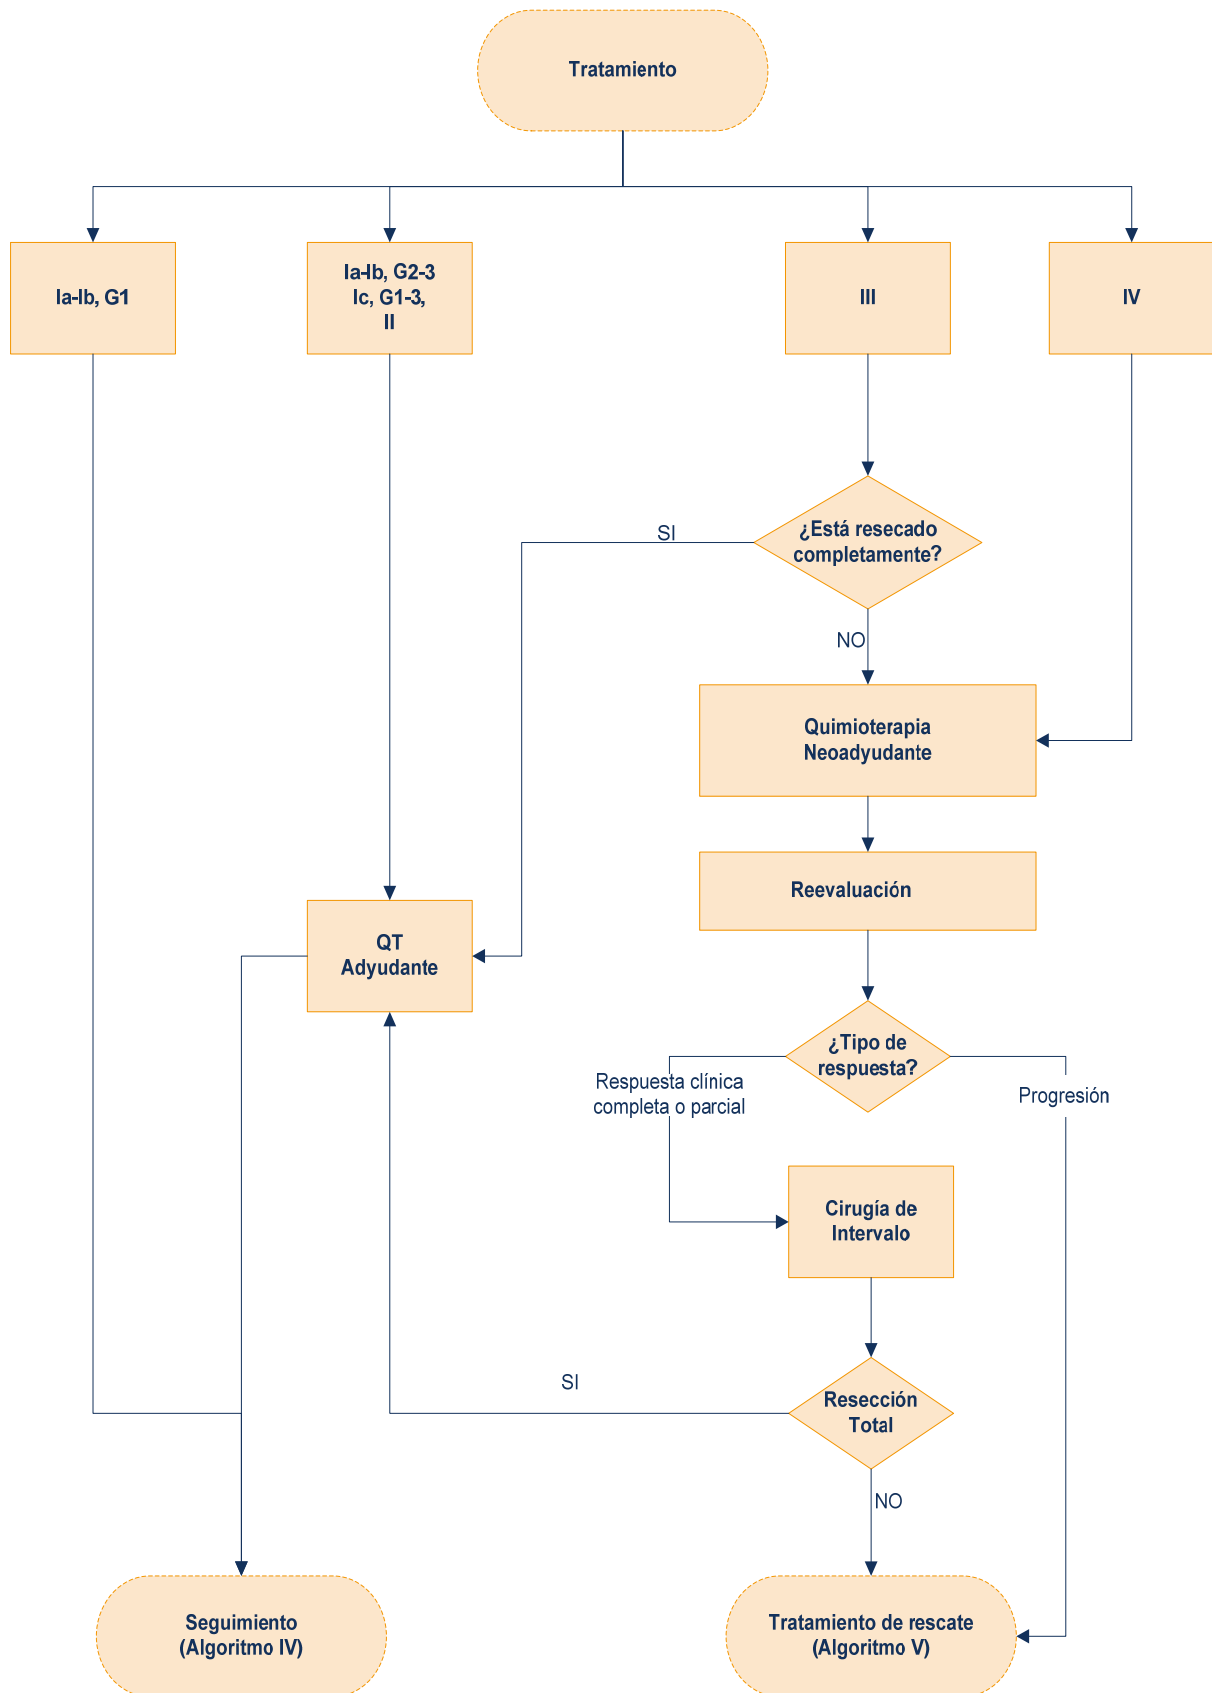 Tratamiento
Ia-Ib, G1
Ia-Ib, G2-3
Ic, G1-3,
II
III
IV
¿Está resecado
completamente?
SI
NO
Quimioterapia
Neoadyudante
Reevaluación
QT
Adyudante
¿Tipo de
respuesta?
Respuesta clínica
completa o parcial
Progresión
Cirugía de
Intervalo
SI
Resección
Total
NO
Seguimiento
(Algoritmo IV)
Tratamiento de rescate
(Algoritmo V)